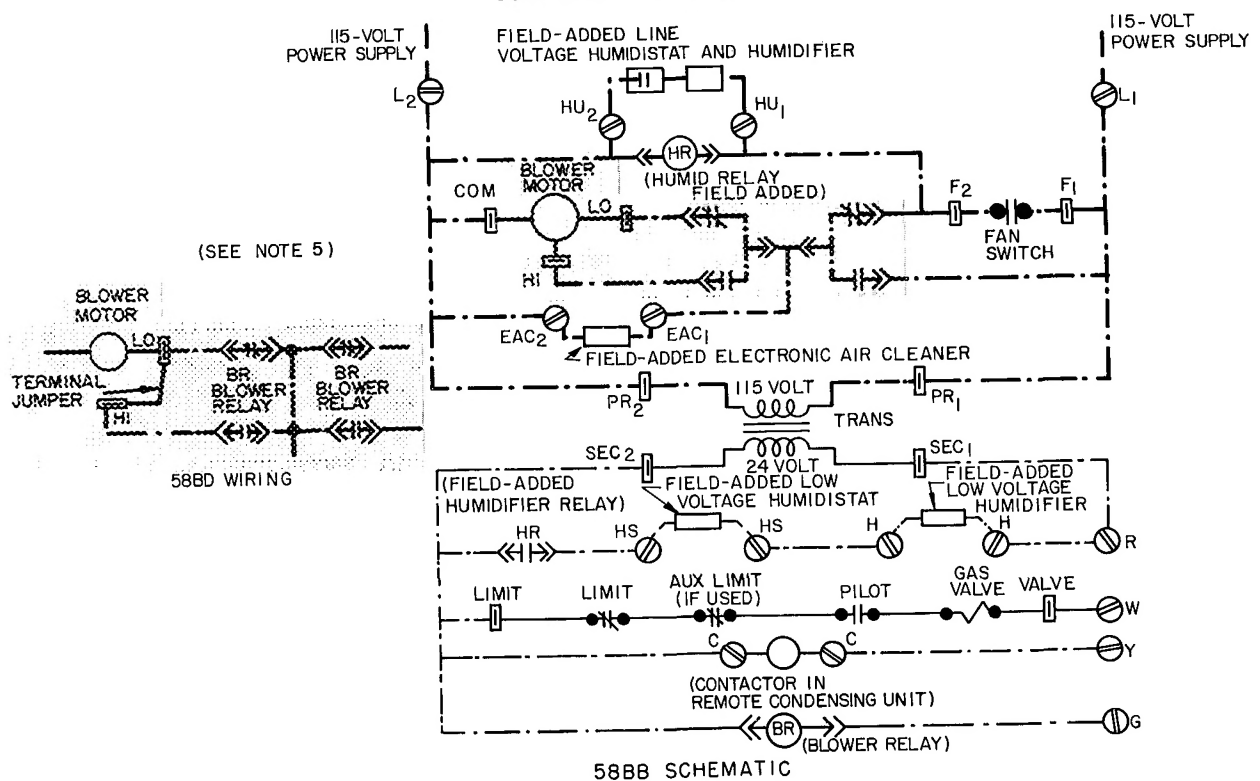 115-VOLT
POWER SUPPLY
FIELD-ADDED LINE
VOLTAGE HUMIDISTAT AND HUMIDIFIER
115-VOLT
POWER SUPPLY
L2
HU2
HU1
L1
HR
(HUMID RELAY
FIELD ADDED)
COM
BLOWER
MOTOR
LO
HI
F2
F1
FAN
SWITCH
(SEE NOTE 5)
BLOWER
MOTOR
LO
TERMINAL
JUMPER
HI
BR
BLOWER
RELAY
BR
BLOWER
RELAY
58BD WIRING
EAC2
EAC1
FIELD-ADDED ELECTRONIC AIR CLEANER
PR2
115 VOLT
PR1
TRANS
SEC2
24 VOLT
SEC1
(FIELD-ADDED
HUMIDIFIER RELAY)
FIELD-ADDED LOW
VOLTAGE HUMIDISTAT
FIELD-ADDED
LOW VOLTAGE
HUMIDIFIER
HR
HS
HS
H
H
R
LIMIT
LIMIT
AUX LIMIT
(IF USED)
PILOT
GAS
VALVE
VALVE
W
C
C
Y
(CONTACTOR IN
REMOTE CONDENSING UNIT)
BR
(BLOWER RELAY)
G
58BB SCHEMATIC